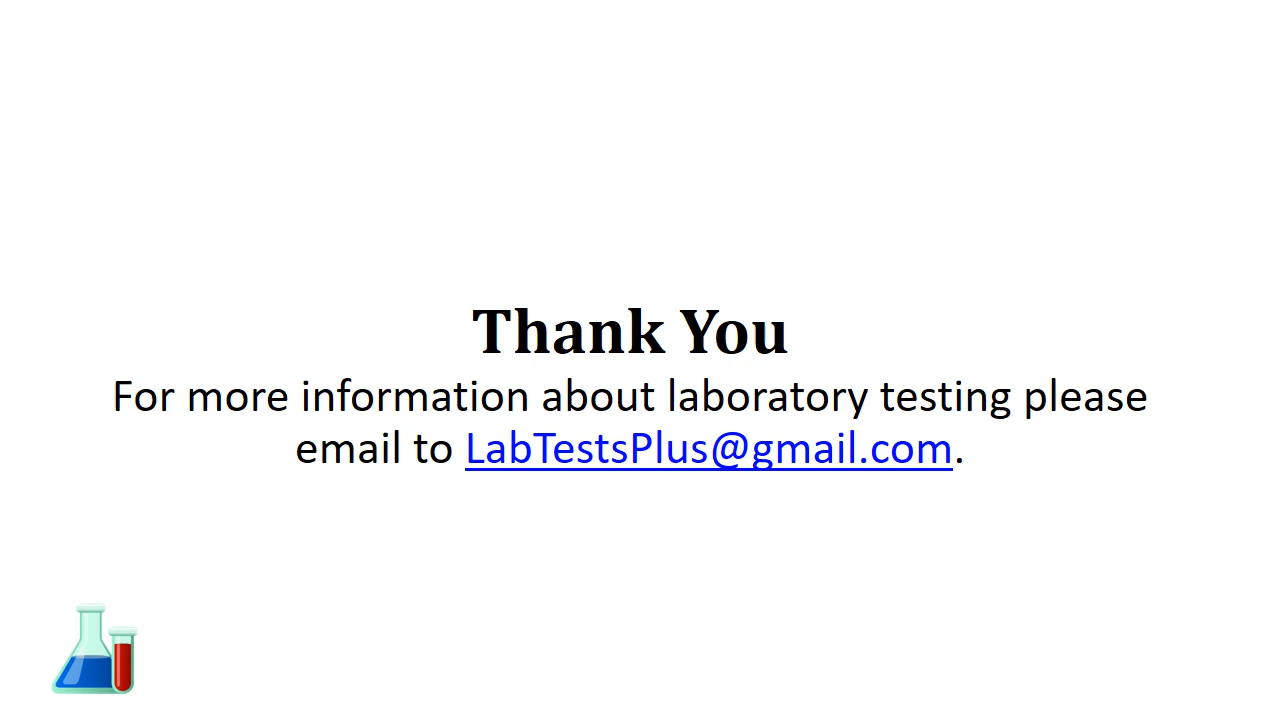 Thank You
For more information about laboratory testing please
email to LabTestsPlus@gmail.com.